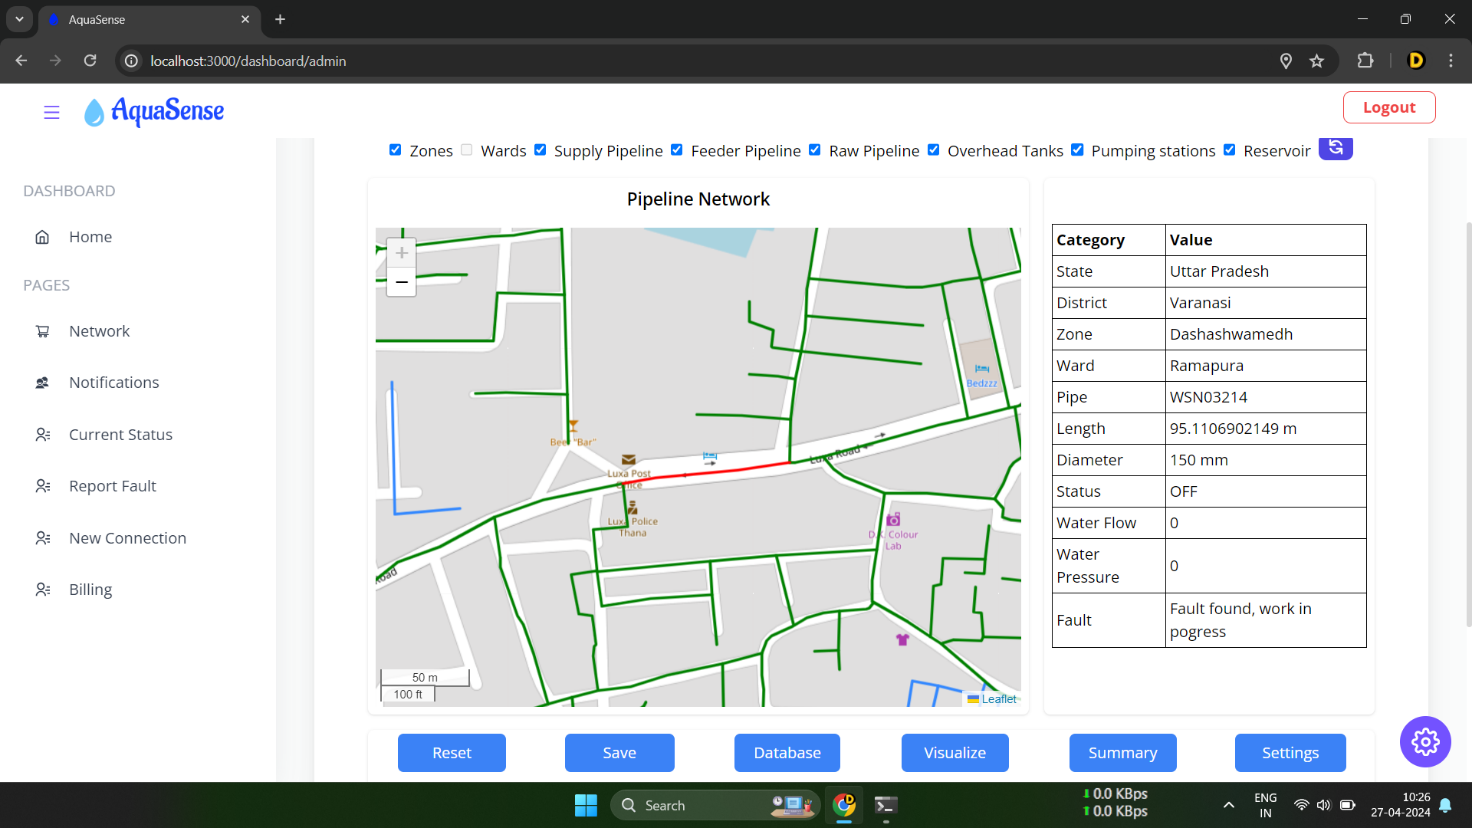 AquaSense
localhost:3000/dashboard/admin
D
AquaSense
Logout
Zones Wards Supply Pipeline Feeder Pipeline Raw Pipeline Overhead Tanks Pumping stations Reservoir
DASHBOARD
Home
PAGES
Network
Notifications
Current Status
Report Fault
New Connection
Billing
Pipeline Network
+
−
Bedzzz
Beer "Bar"
Luxa Road
Luxa Post
Office
Luxa Police
Thana
Colour
Lab
Road
50 m
100 ft
Leaflet
Category Value
State Uttar Pradesh
District Varanasi
Zone Dashashwamedh
Ward Ramapura
Pipe WSN03214
Length 95.1106902149 m
Diameter 150 mm
Status OFF
Water Flow 0
Water
Pressure 0
Fault Fault found, work in
pogress
Reset Save Database Visualize Summary Settings
Search
D
0.0 KBps
0.0 KBps
ENG
IN
10:26
27-04-2024